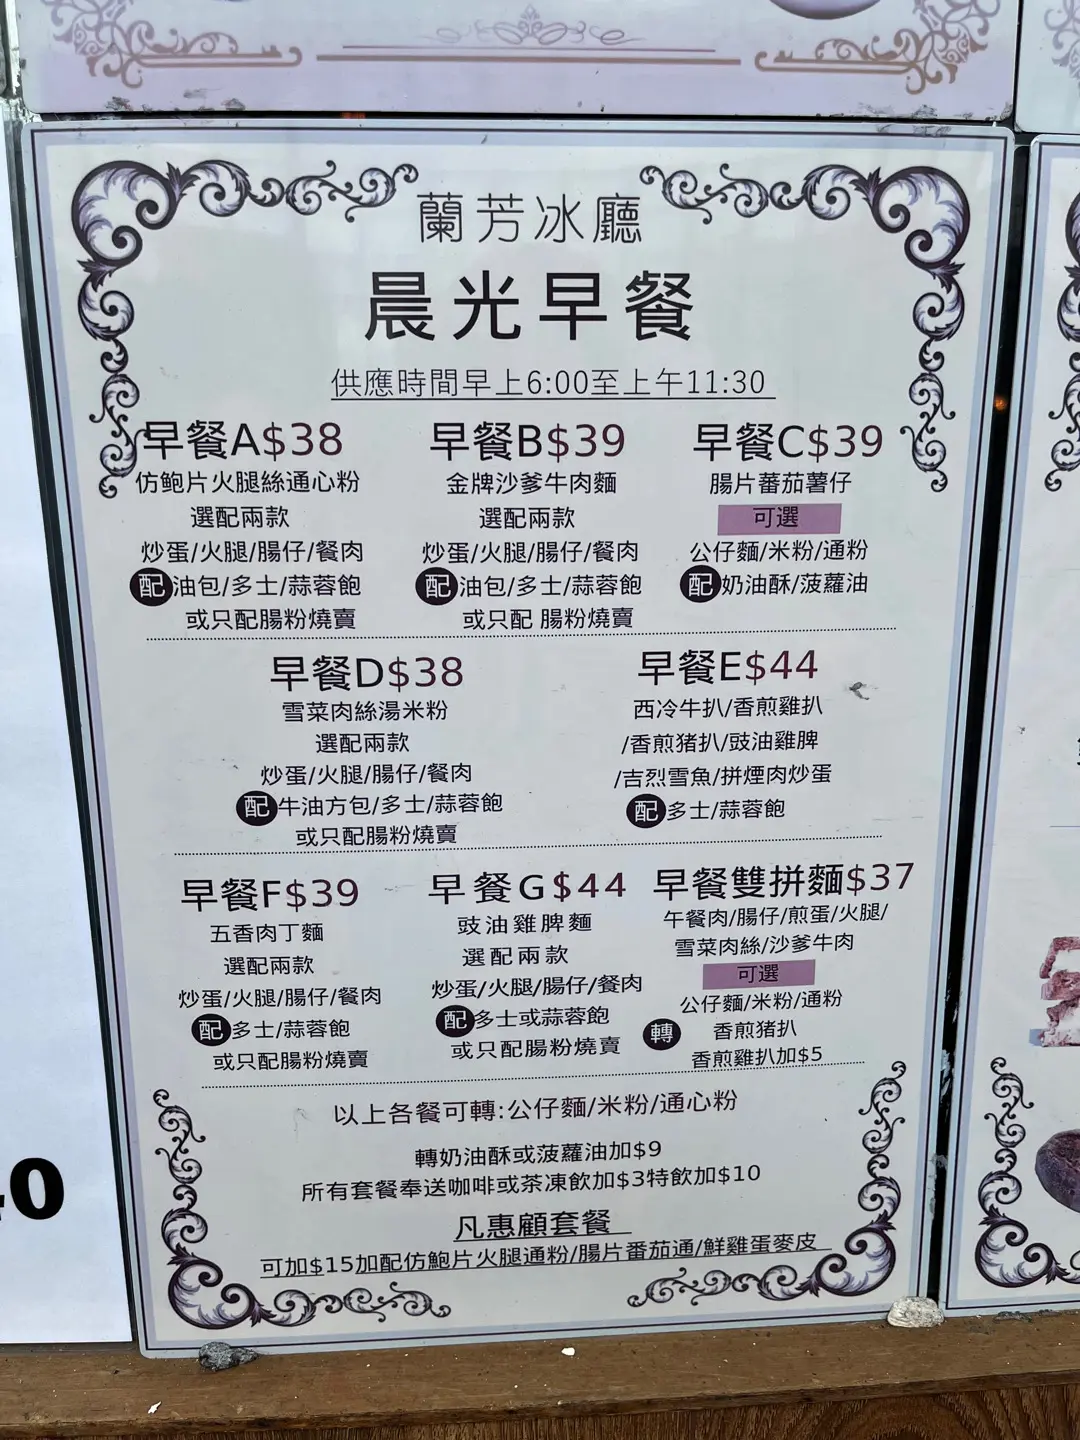 蘭芳冰廳
晨光早餐
供應時間早上6:00至上午11:30
早餐A$38
仿鮑片火腿絲通心粉
選配兩款
炒蛋/火腿/腸仔/餐肉
配 油包/多士/蒜蓉飽
或只配腸粉燒賣
早餐B$39
金牌沙爹牛肉麵
選配兩款
炒蛋/火腿/腸仔/餐肉
配 油包/多士/蒜蓉飽
或只配 腸粉燒賣
早餐C$39
腸片蕃茄薯仔
可選
公仔麵/米粉/通粉
配 奶油酥/菠蘿油
早餐D$38
雪菜肉絲湯米粉
選配兩款
炒蛋/火腿/腸仔/餐肉
配 牛油方包/多士/蒜蓉飽
或只配腸粉燒賣
早餐E$44
西冷牛扒/香煎雞扒
/香煎猪扒/豉油雞脾
/吉烈雪魚/拼煙肉炒蛋
配 多士/蒜蓉飽
早餐F$39
五香肉丁麵
選配兩款
炒蛋/火腿/腸仔/餐肉
配 多士/蒜蓉飽
或只配腸粉燒賣
早餐G$44
豉油雞脾麵
選配兩款
炒蛋/火腿/腸仔/餐肉
配 多士或蒜蓉飽
或只配腸粉燒賣
早餐雙拼麵$37
午餐肉/腸仔/煎蛋/火腿/
雪菜肉絲/沙爹牛肉
可選
公仔麵/米粉/通粉
轉 香煎猪扒
香煎雞扒加$5
以上各餐可轉:公仔麵/米粉/通心粉
轉奶油酥或菠蘿油加$9
所有套餐奉送咖啡或茶凍飲加$3特飲加$10
凡惠顧套餐
可加$15加配仿鮑片火腿通粉/腸片番茄通/鮮雞蛋麥皮